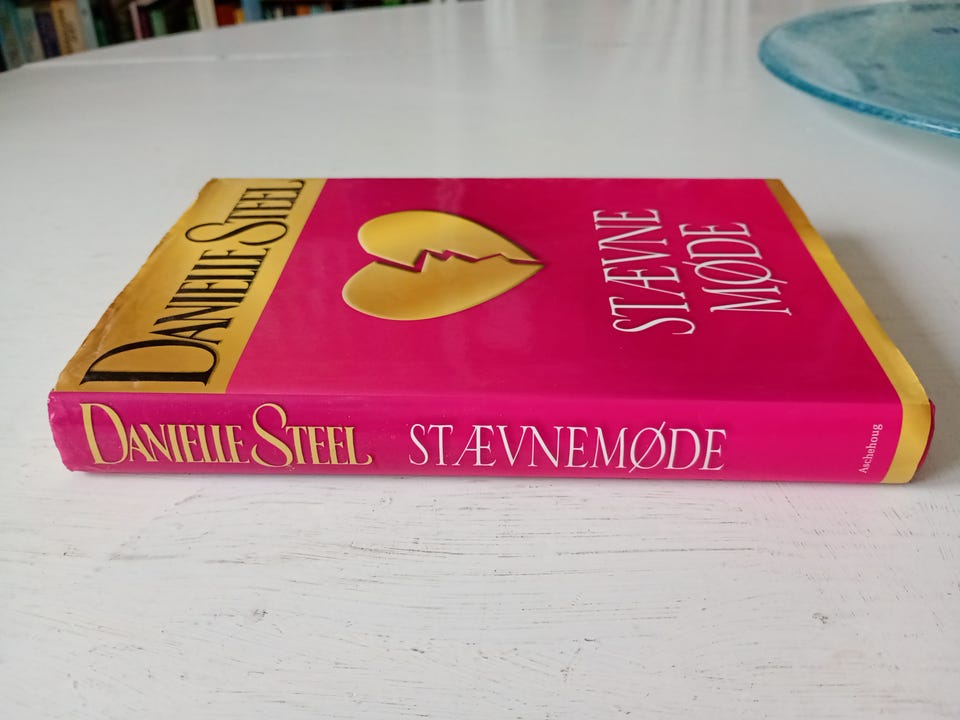 DANIELLE STEEL
STÆVNE
MØDE
DANIELLE STEEL STÆVNEMØDE Aschehoug